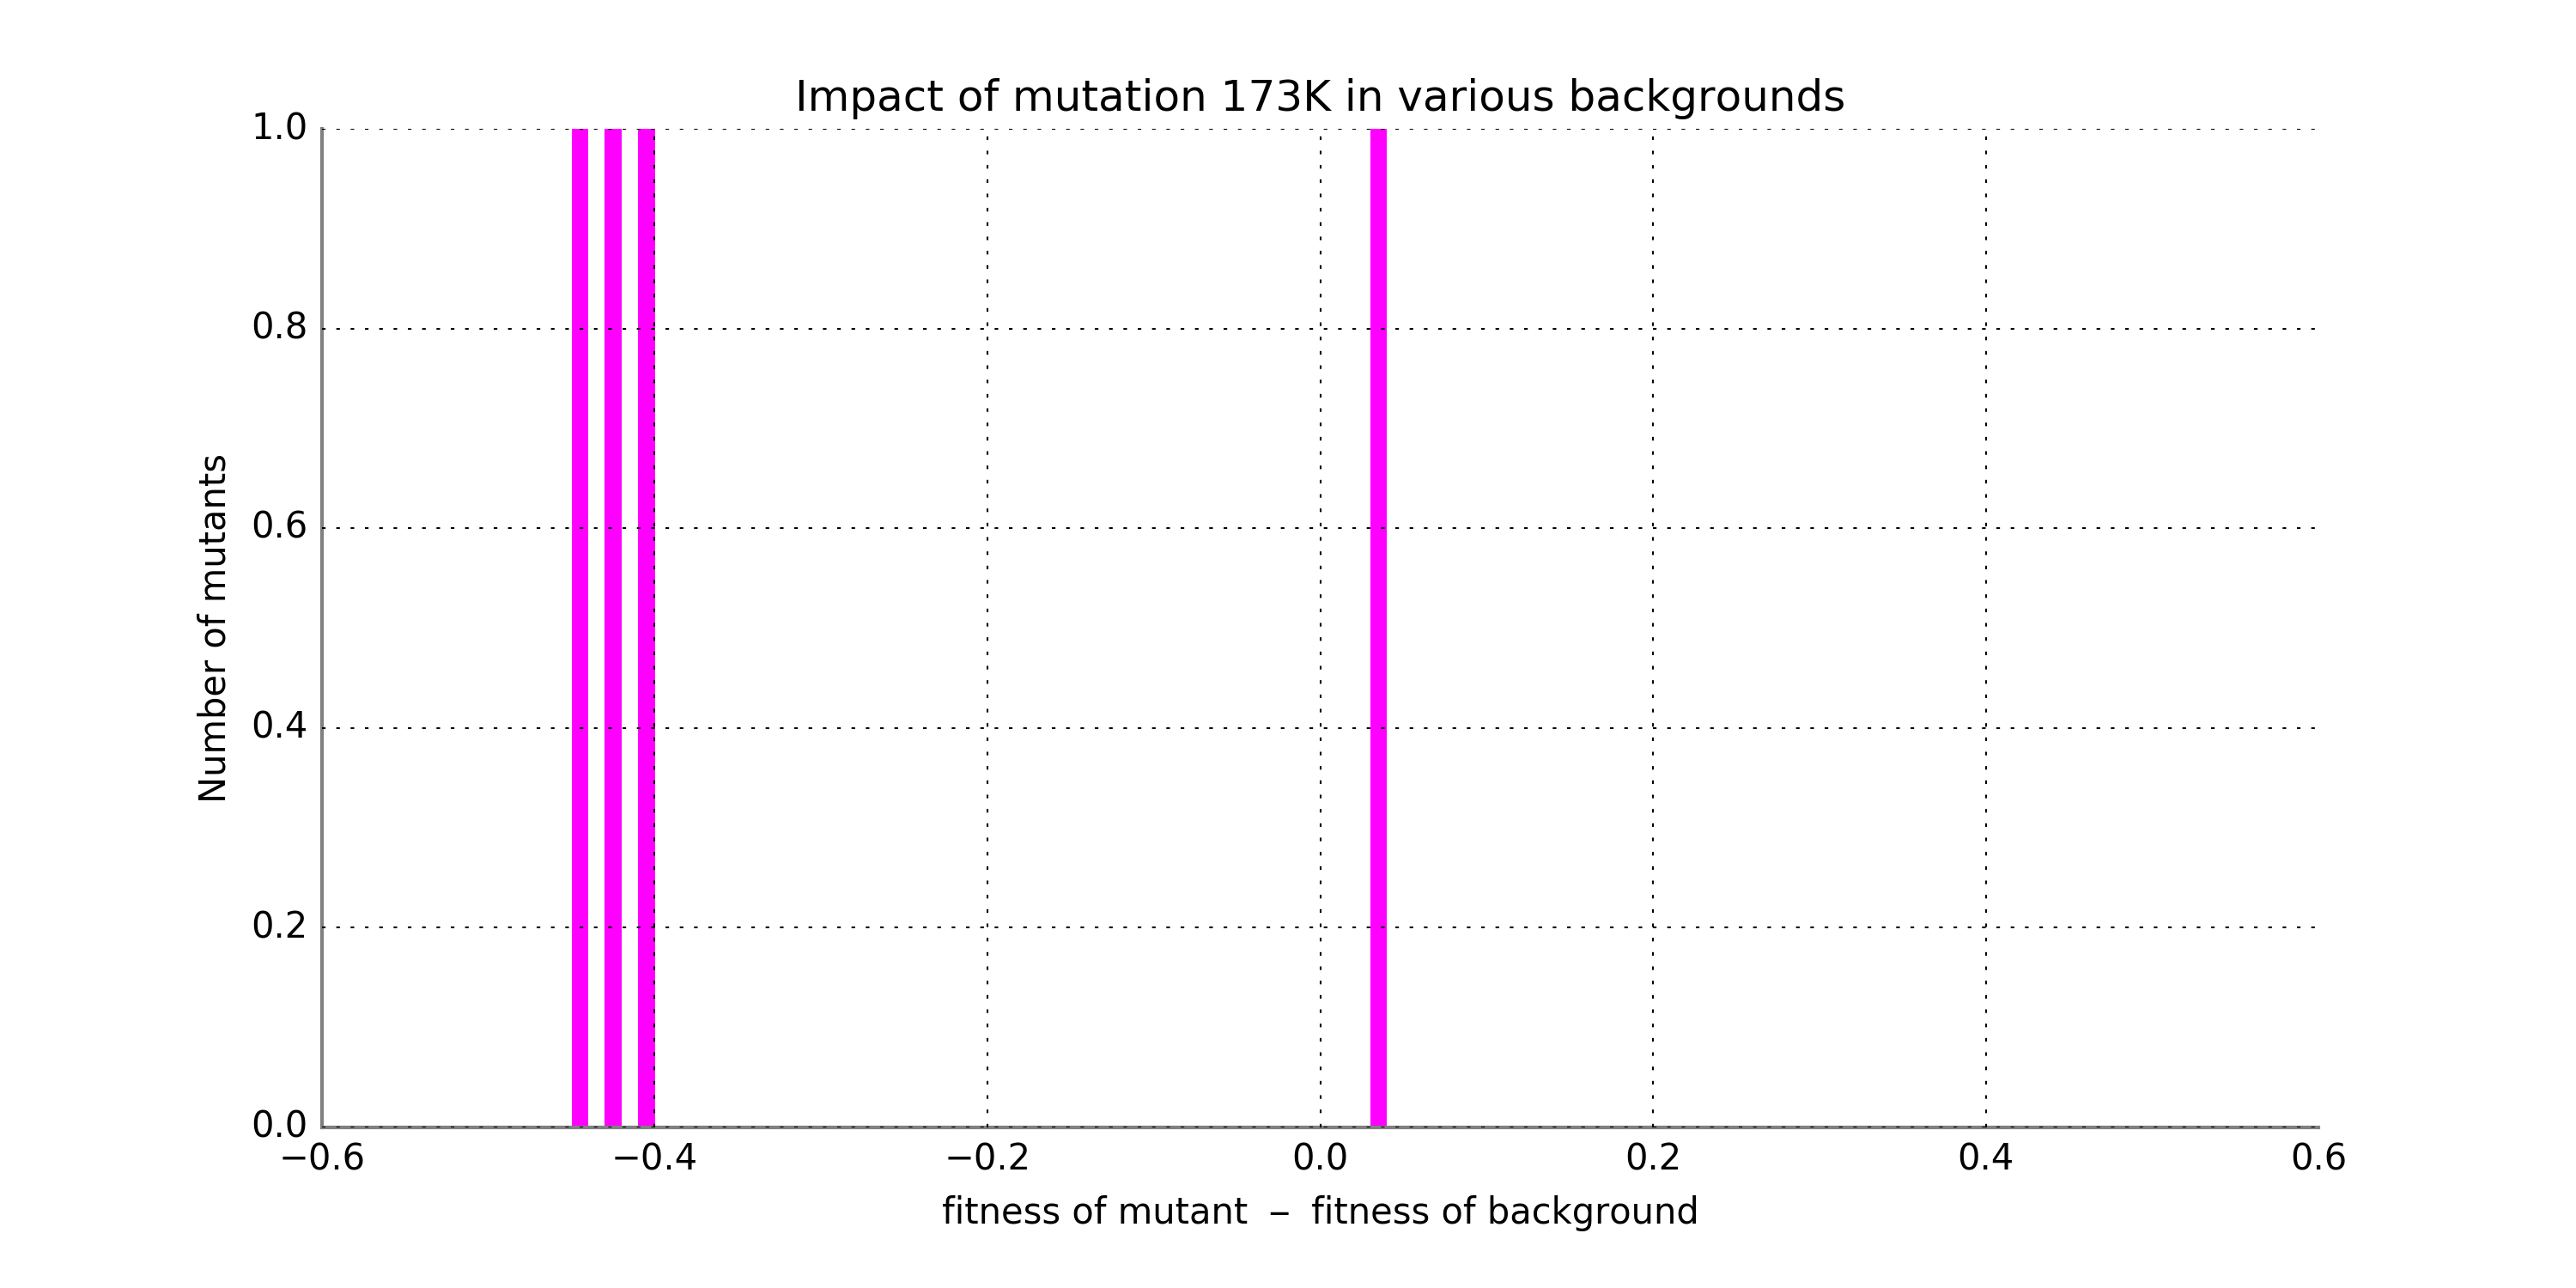 Impact of mutation 173K in various backgrounds
1.0
0.8
0.6
0.4
0.2
0.0
Number of mutants
−0.6 −0.4 −0.2 0.0 0.2 0.4 0.6
fitness of mutant − fitness of background